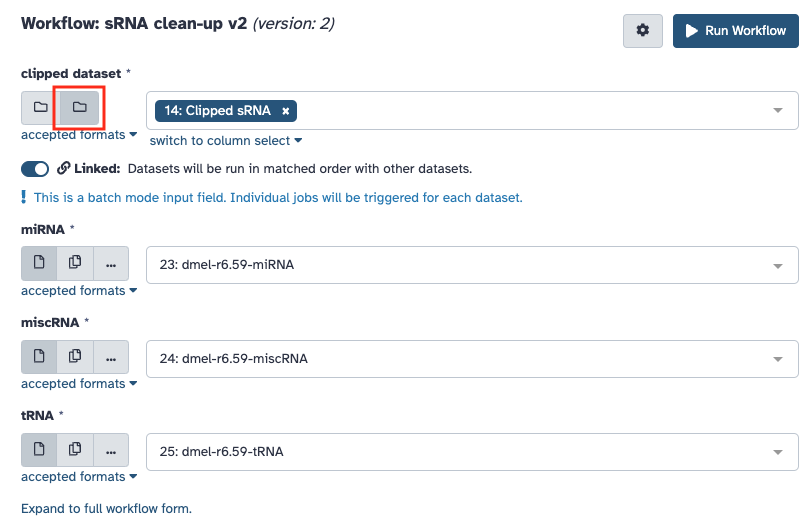 Workflow: sRNA clean-up v2 (version: 2)
Run Workflow
clipped dataset *
14: Clipped sRNA ×
accepted formats
switch to column select
Linked: Datasets will be run in matched order with other datasets.
This is a batch mode input field. Individual jobs will be triggered for each dataset.
miRNA *
...
23: dmel-r6.59-miRNA
accepted formats
miscRNA *
...
24: dmel-r6.59-miscRNA
accepted formats
tRNA *
...
25: dmel-r6.59-tRNA
accepted formats
Expand to full workflow form.